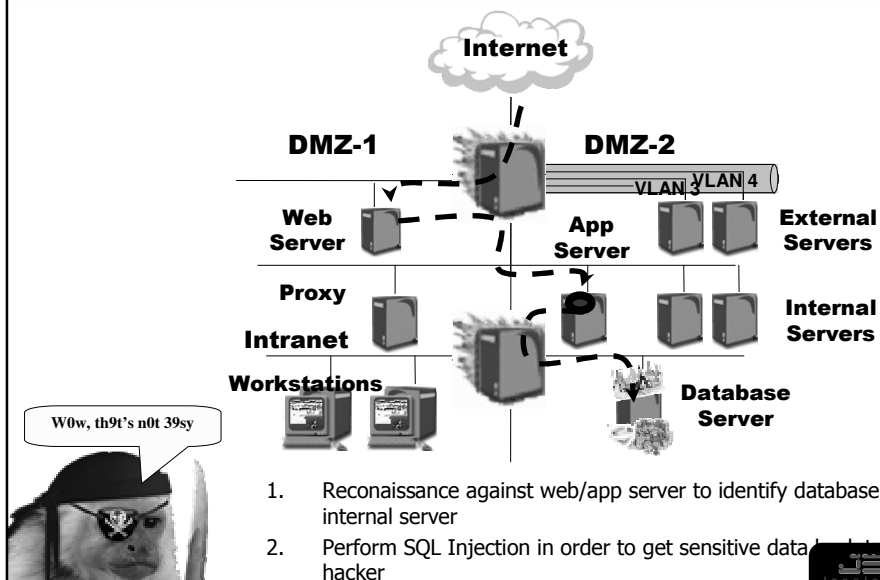 Internet
DMZ-1
DMZ-2
VLAN 3
VLAN 4
Web
Server
App
Server
External
Servers
Proxy
Internal
Servers
Intranet
Workstations
Database
Server
W0w, th9t's n0t 39sy
1. Reconaissance against web/app server to identify database
internal server
2. Perform SQL Injection in order to get sensitive data
hacker